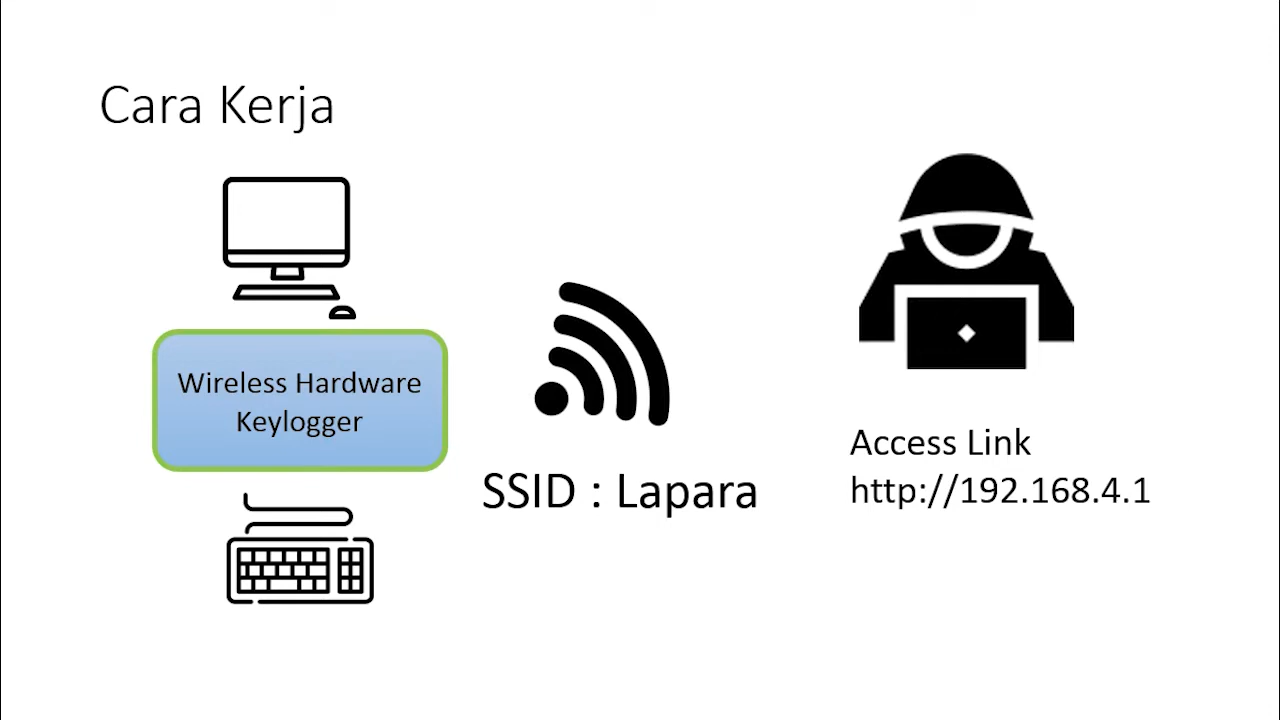 Cara Kerja
Wireless Hardware
Keylogger
SSID : Lapara
Access Link
http://192.168.4.1